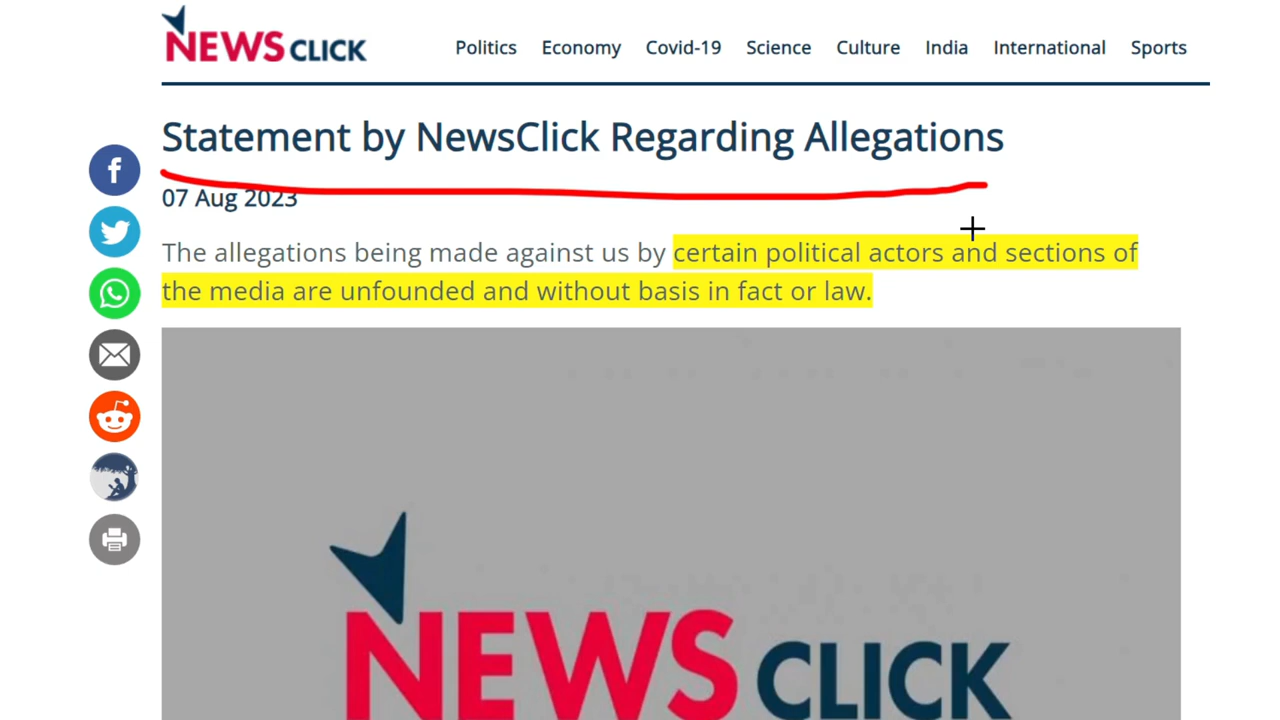 NEWS CLICK
Politics Economy Covid-19 Science Culture India International Sports
Statement by NewsClick Regarding Allegations
07 Aug 2023
The allegations being made against us by certain political actors and sections of
the media are unfounded and without basis in fact or law.
NEWS CLICK